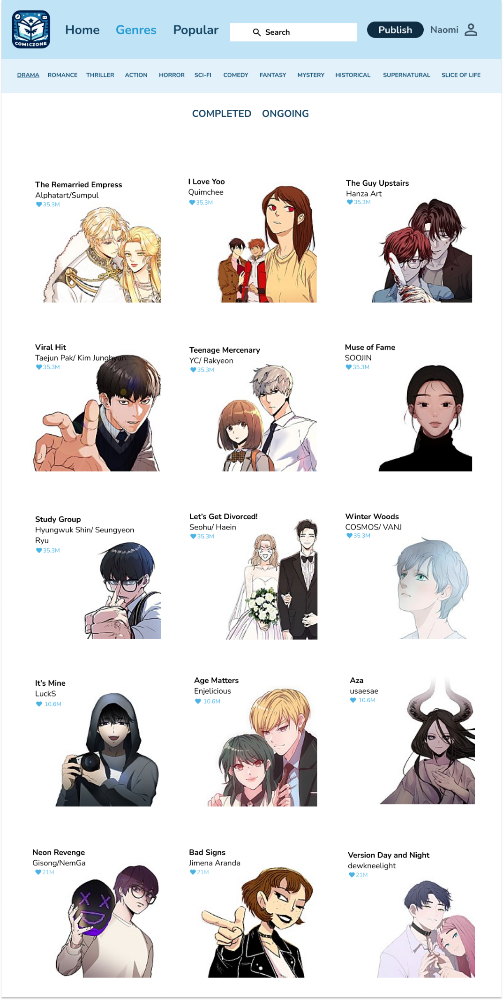 COMICZONE
Home Genres Popular Search Publish Naomi
DRAMA ROMANCE THRILLER ACTION HORROR SCI-FI COMEDY FANTASY MYSTERY HISTORICAL SUPERNATURAL SLICE OF LIFE
COMPLETED ONGOING
The Remarried Empress
Alphatart/Sumpul
35.3M
I Love Yoo
Quimchee
35.3M
The Guy Upstairs
Hanza Art
35.3M
Viral Hit
Taejun Pak/ Kim Junghyun
35.3M
Teenage Mercenary
YC/ Rakyeon
35.3M
Muse of Fame
SOOJIN
35.3M
Study Group
Hyungwuk Shin/ Seungyeon
Ryu
35.3M
Let's Get Divorced!
Seohu/ Haein
35.3M
Winter Woods
COSMOS/ VANJ
35.3M
It's Mine
LuckS
10.6M
Age Matters
Enjelicious
10.6M
Aza
usaesae
10.6M
Neon Revenge
Gisong/NemGa
21M
Bad Signs
Jimena Aranda
21M
Version Day and Night
dewkneelight
21M